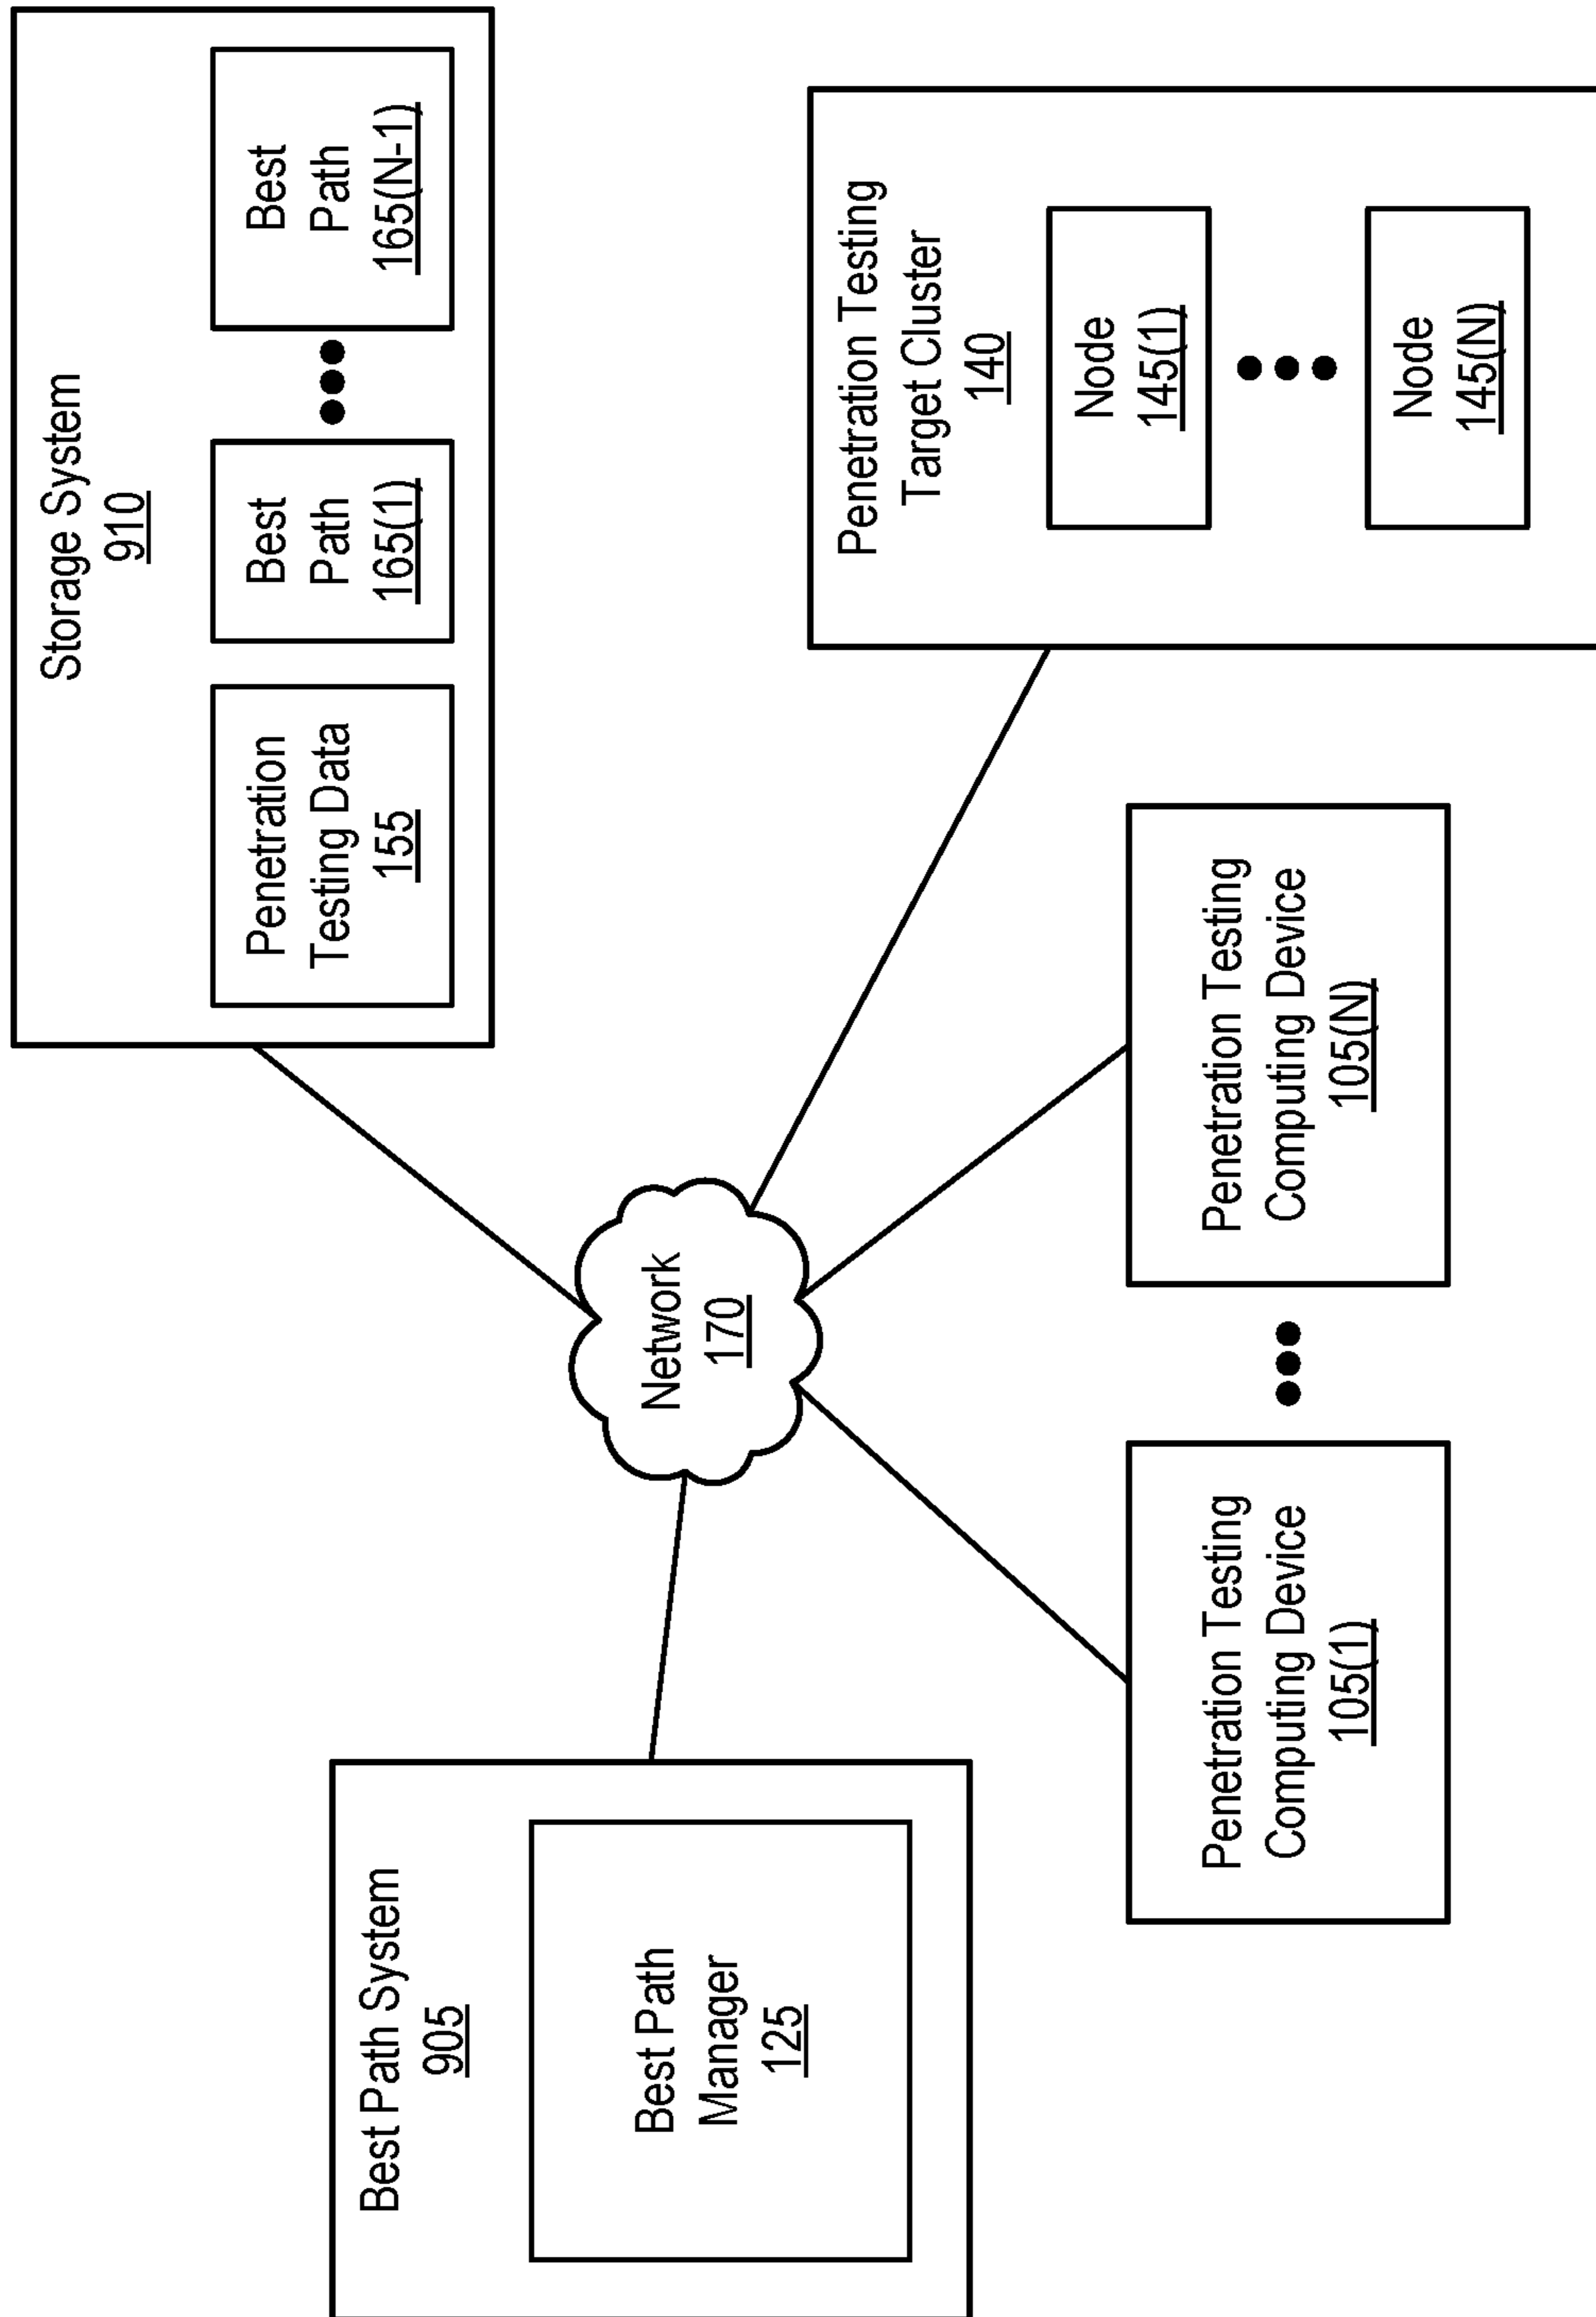 Best Path System
905
Best Path
Manager
125
Network
170
Storage System
910
Penetration
Testing Data
155
Best
Path
165(1)
Best
Path
165(N-1)
Penetration Testing
Computing Device
105(1)
Penetration Testing
Computing Device
105(N)
Penetration Testing
Target Cluster
140
Node
145(1)
Node
145(N)